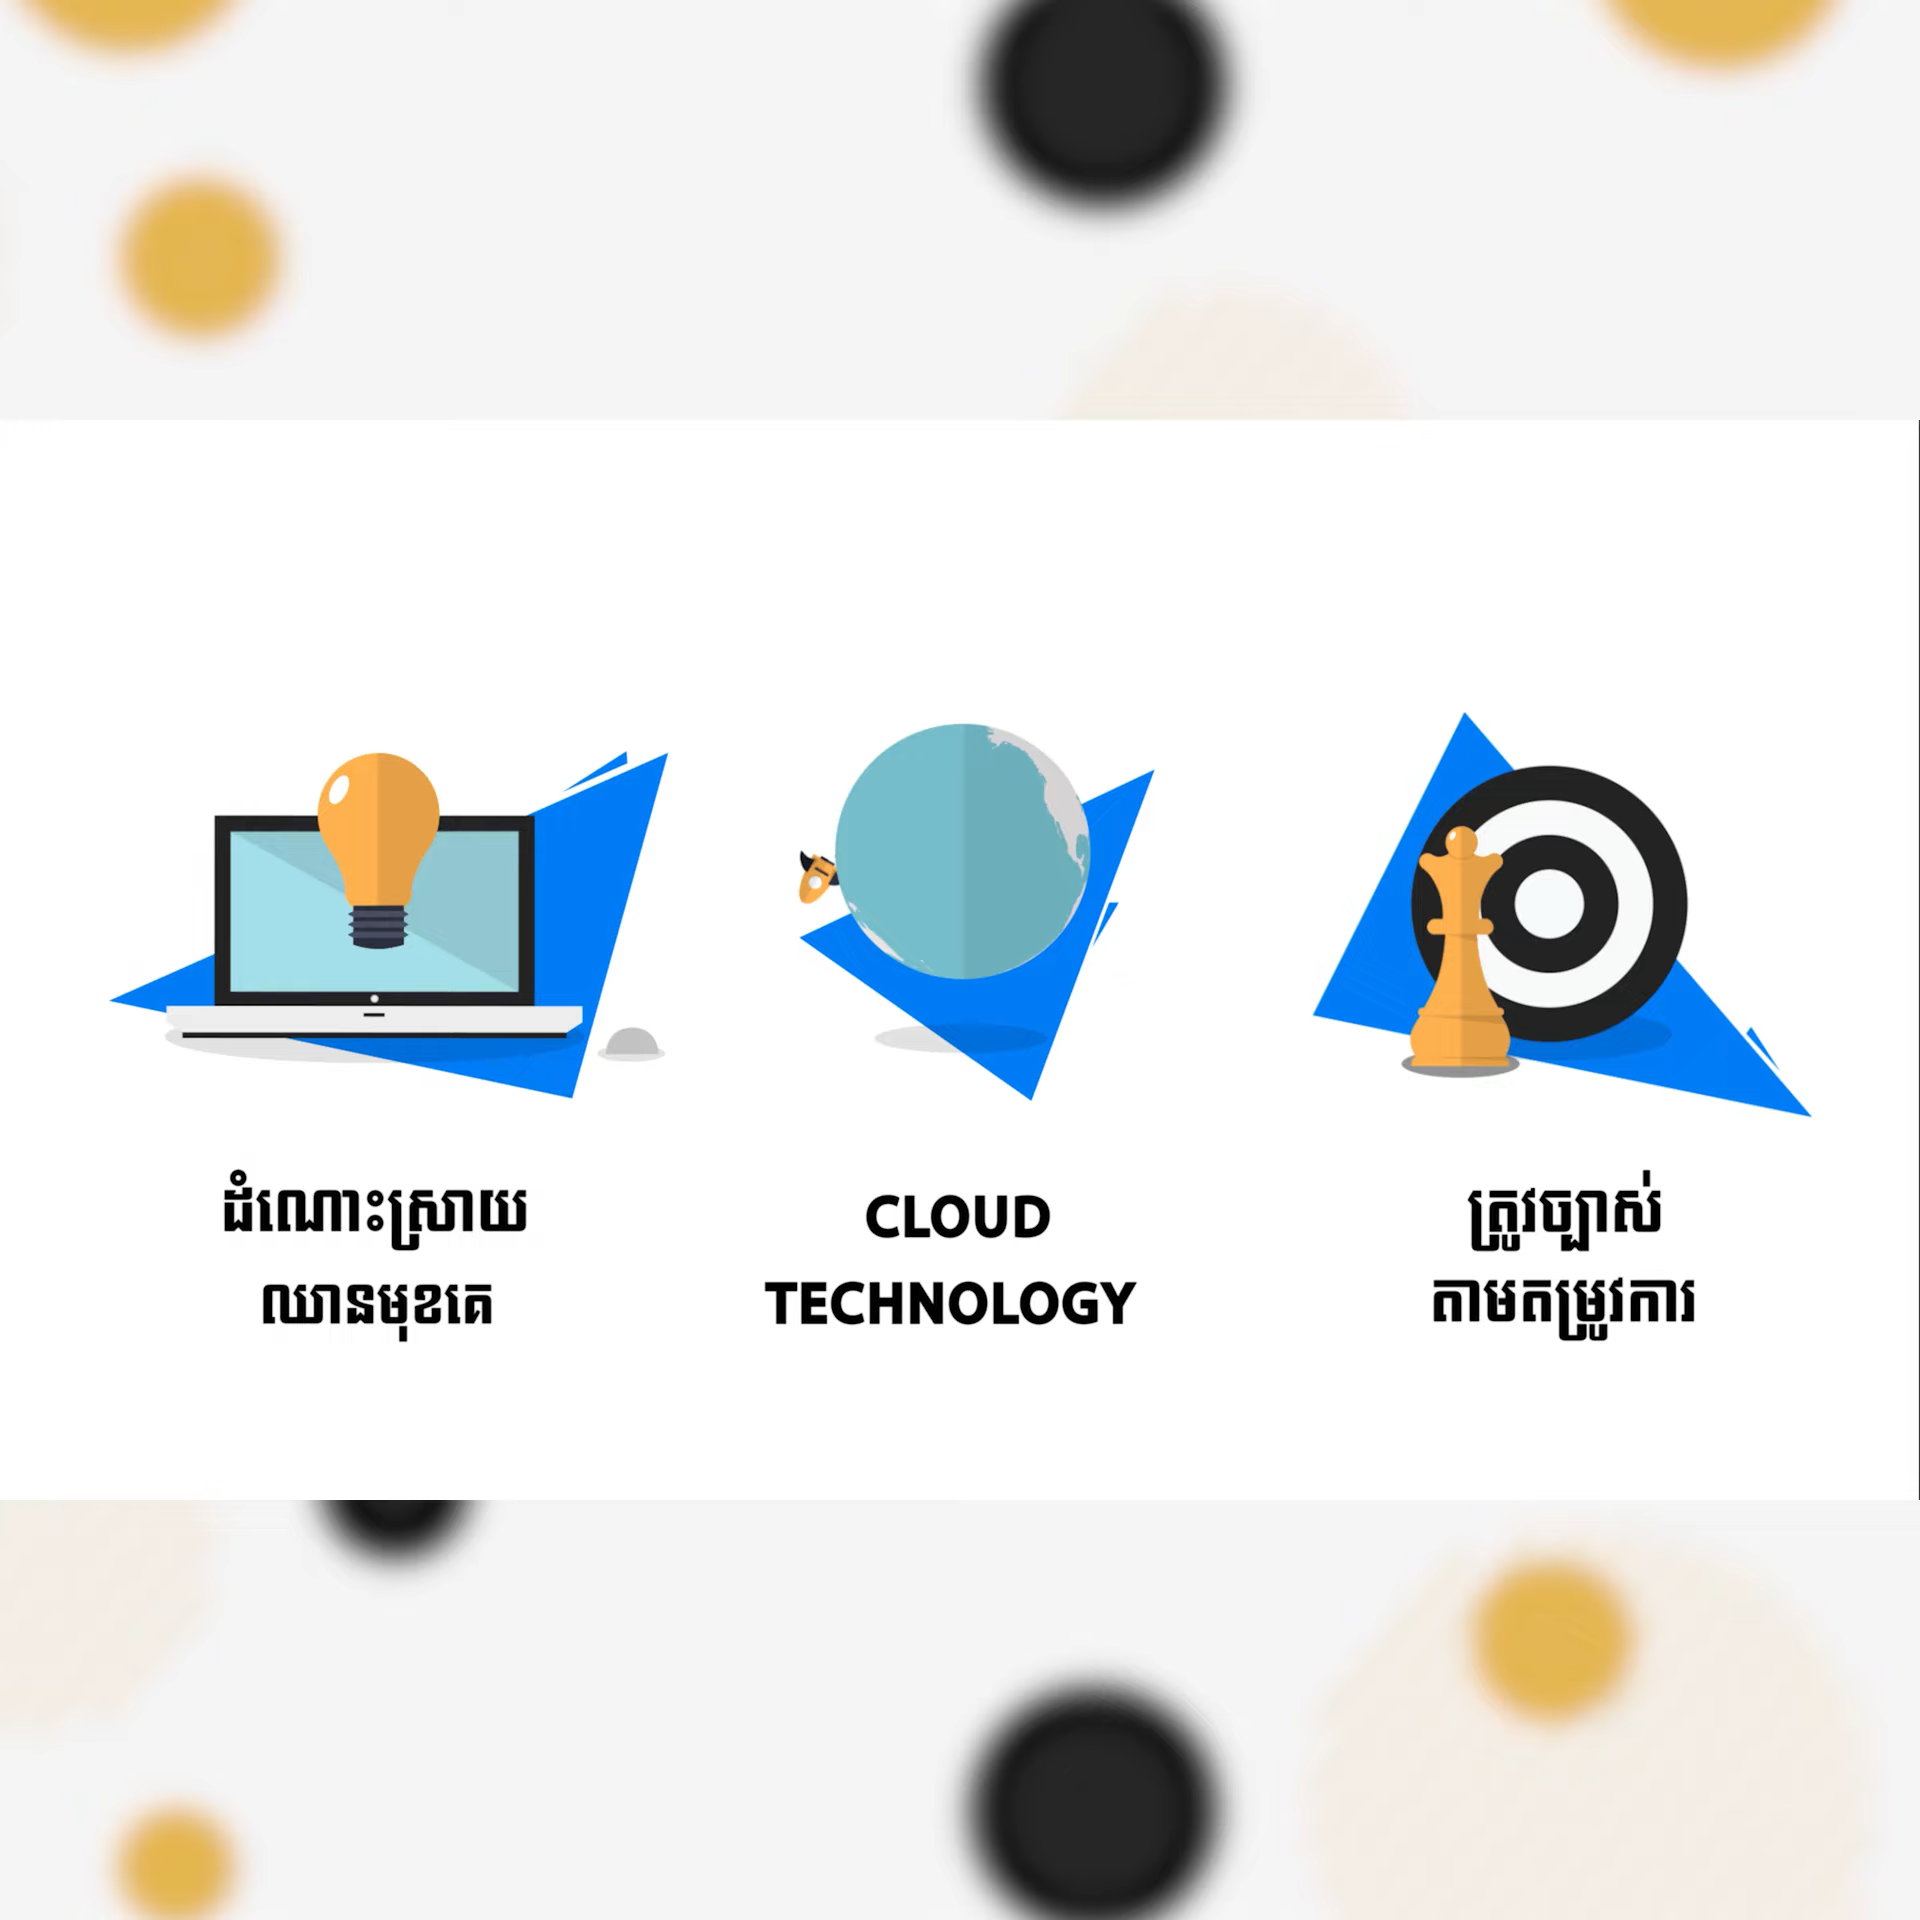 ដំណោះស្រាយ
ឈានមុខគេ
CLOUD
TECHNOLOGY
ត្រូវច្បាស់
តាមតម្រូវការ